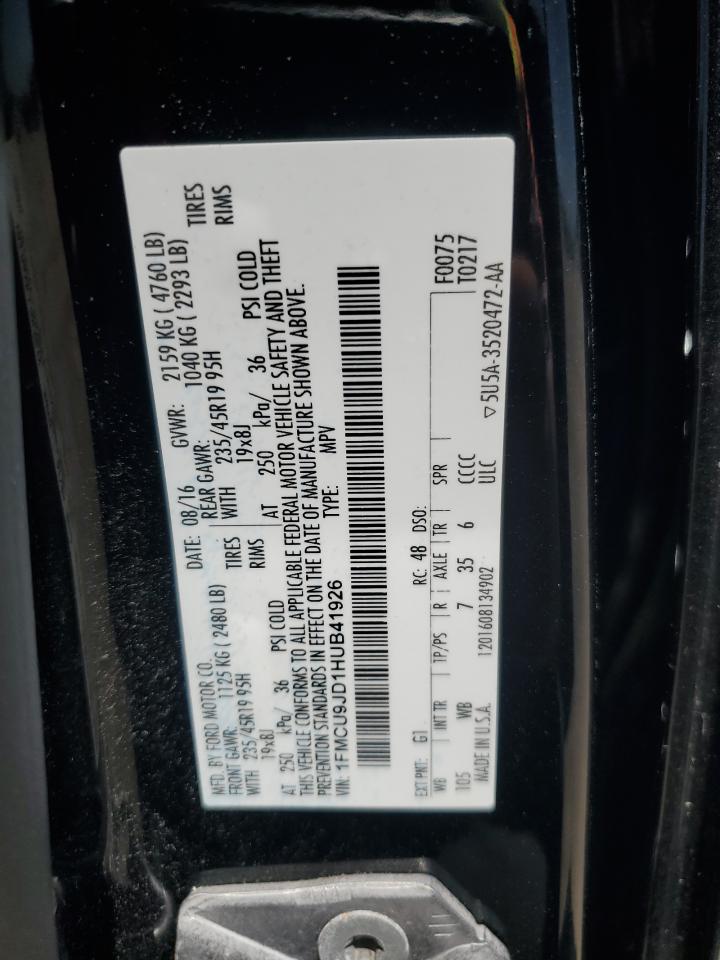 MFD. BY FORD MOTOR CO. DATE: 08/16 GVWR: 2159 KG ( 4760 LB)
FRONT GAWR: 1125 KG ( 2480 LB) REAR GAWR: 1040 KG ( 2293 LB)
WITH 235/45R19 95H TIRES WITH 235/45R19 95H TIRES
19x8J RIMS 19x8J RIMS
AT 250 kPa/ 36 PSI COLD AT 250 kPa/ 36 PSI COLD
THIS VEHICLE CONFORMS TO ALL APPLICABLE FEDERAL MOTOR VEHICLE SAFETY AND THEFT
PREVENTION STANDARDS IN EFFECT ON THE DATE OF MANUFACTURE SHOWN ABOVE.
VIN: 1FMCU9JD1HUB41926 TYPE: MPV
EXT PNT: G1 RC: 48 DSO: F0075
WB INT TR TP/PS R AXLE TR SPR T0217
105 WB 7 35 6 CCCC
MADE IN U.S.A. 1201608134902 ULC ▽5U5A-3520472-AA